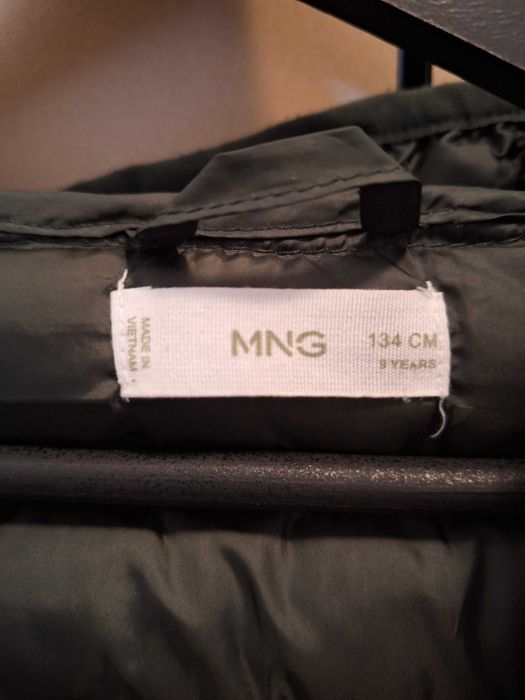 MADE IN
VIETNAM
MNG
134 CM
9 YEARS